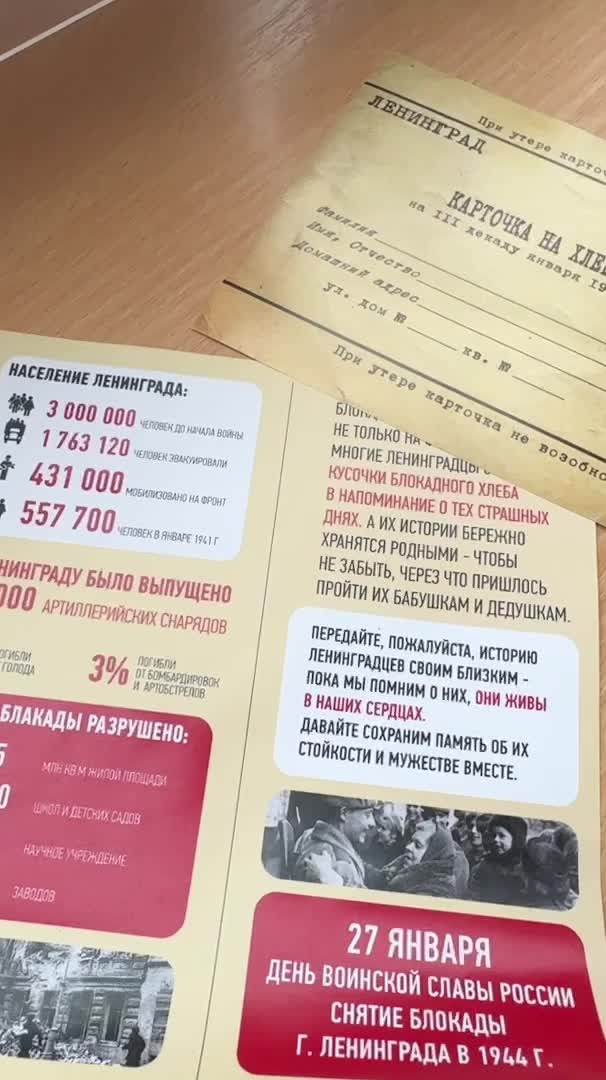 При утере карточ
ЛЕНИНГРАД
КАРТОЧКА НА ХЛЕ
на III декаду января 19
Фамилия
Имя, Отчество
Домашний адрес
ул. дом № кв. №
При утере карточка не возобно
НАСЕЛЕНИЕ ЛЕНИНГРАДА:
3 000 000 ЧЕЛОВЕК ДО НАЧАЛА ВОЙНЫ
1 763 120 ЧЕЛОВЕК ЭВАКУИРОВАЛИ
431 000 МОБИЛИЗОВАНО НА ФРОНТ
557 700 ЧЕЛОВЕК В ЯНВАРЕ 1941 Г
НИНГРАДУ БЫЛО ВЫПУЩЕНО
000 АРТИЛЛЕРИЙСКИХ СНАРЯДОВ
ПОГИБЛИ
ГОЛОДА
3% ПОГИБЛИ
ОТ БОМБАРДИРОВОК
И АРТОБСТРЕЛОВ
БЛАКАДЫ РАЗРУШЕНО:
5 МЛН КВ М ЖИЛОЙ ПЛОЩАДИ
0 ШКОЛ И ДЕТСКИХ САДОВ
НАУЧНОЕ УЧРЕЖДЕНИЕ
ЗАВОДОВ
НЕ ТОЛЬКО НА
МНОГИЕ ЛЕНИНГРАДЦЫ
КУСОЧКИ БЛОКАДНОГО ХЛЕБА
В НАПОМИНАНИЕ О ТЕХ СТРАШНЫХ
ДНЯХ. А ИХ ИСТОРИИ БЕРЕЖНО
ХРАНЯТСЯ РОДНЫМИ - ЧТОБЫ
НЕ ЗАБЫТЬ, ЧЕРЕЗ ЧТО ПРИШЛОСЬ
ПРОЙТИ ИХ БАБУШКАМ И ДЕДУШКАМ.
ПЕРЕДАЙТЕ, ПОЖАЛУЙСТА, ИСТОРИЮ
ЛЕНИНГРАДЦЕВ СВОИМ БЛИЗКИМ -
ПОКА МЫ ПОМНИМ О НИХ, ОНИ ЖИВЫ
В НАШИХ СЕРДЦАХ.
ДАВАЙТЕ СОХРАНИМ ПАМЯТЬ ОБ ИХ
СТОЙКОСТИ И МУЖЕСТВЕ ВМЕСТЕ.
27 ЯНВАРЯ
ДЕНЬ ВОИНСКОЙ СЛАВЫ РОССИИ
СНЯТИЕ БЛОКАДЫ
Г. ЛЕНИНГРАДА В 1944 Г.